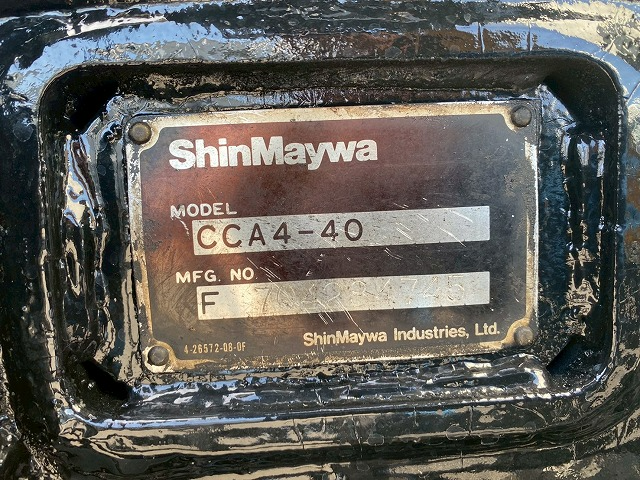 ShinMaywa
MODEL
CCA4-40
MFG. NO
F
4-26572-08-0F
ShinMaywa Industries, Ltd.